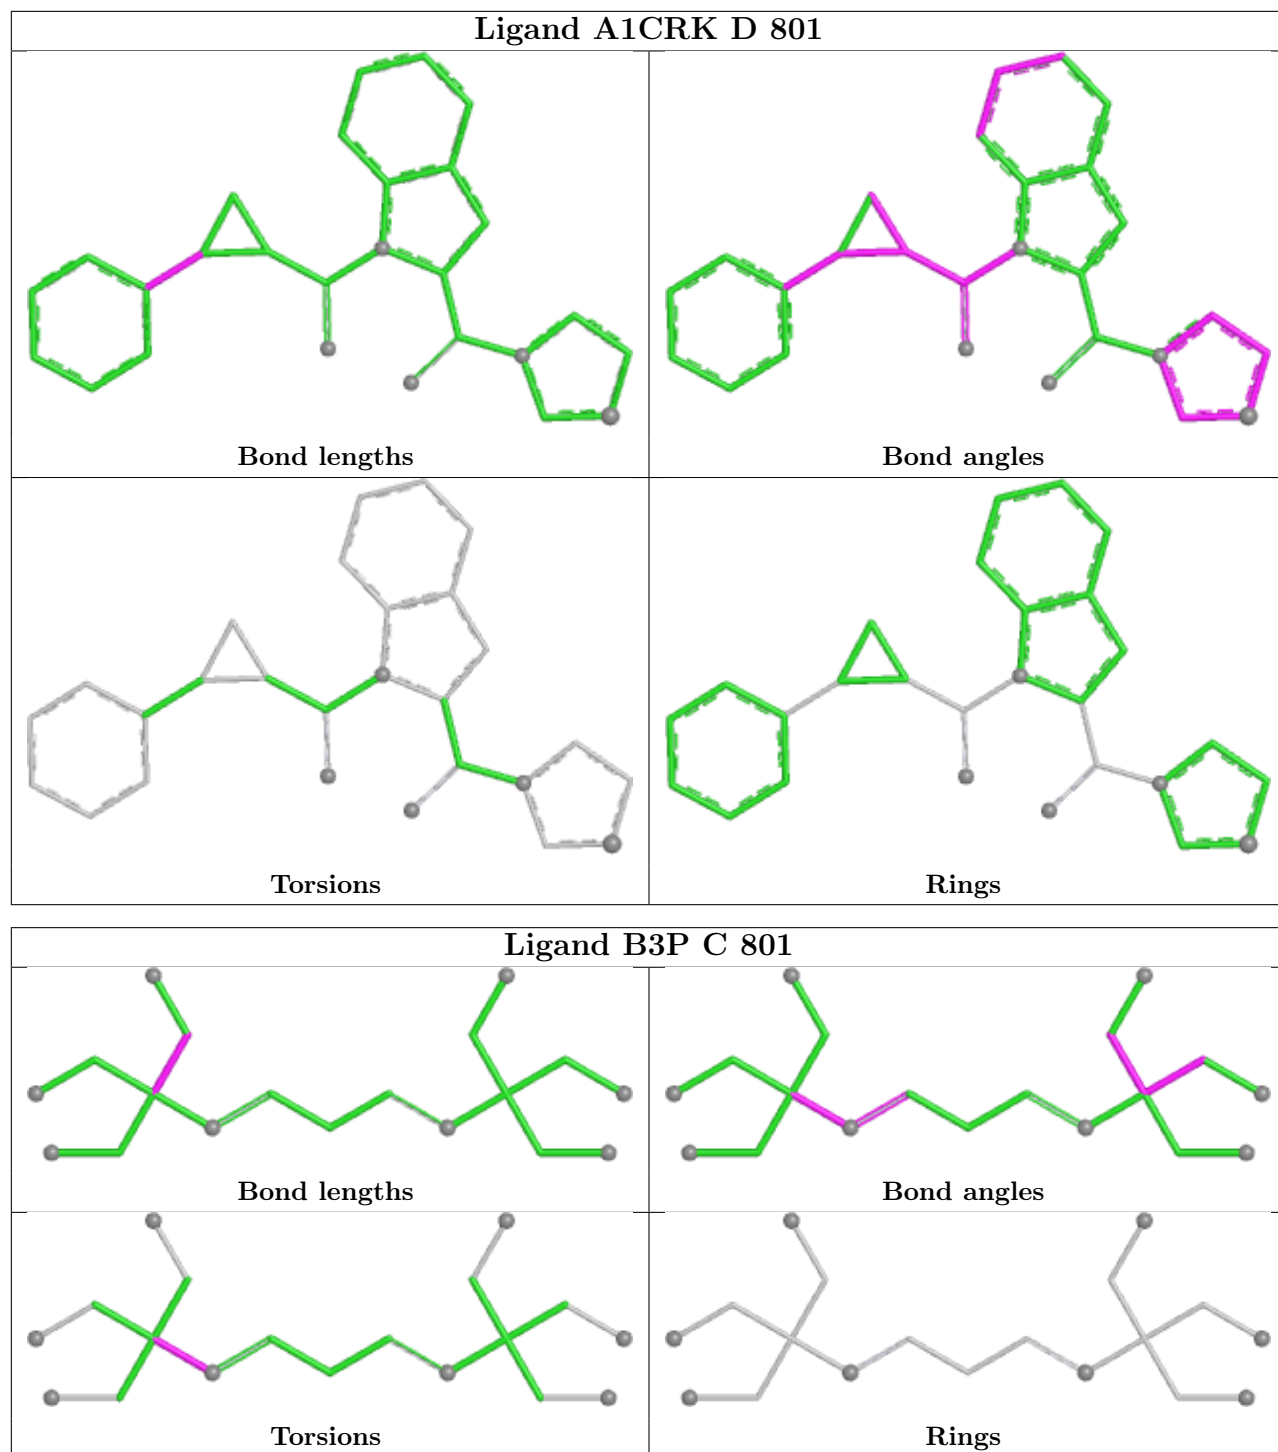 Ligand A1CRK D 801
Bond lengths
Bond angles
Torsions
Rings
Ligand B3P C 801
Bond lengths
Bond angles
Torsions
Rings